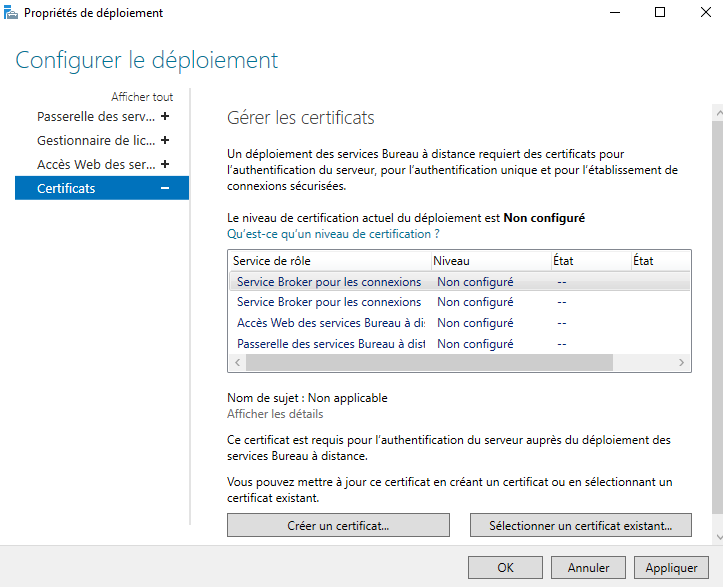 Propriétés de déploiement
Configurer le déploiement
Afficher tout
Passerelle des serv... +
Gestionnaire de lic... +
Accès Web des ser... +
Certificats –
Gérer les certificats
Un déploiement des services Bureau à distance requiert des certificats pour
l'authentification du serveur, pour l'authentification unique et pour l'établissement de
connexions sécurisées.
Le niveau de certification actuel du déploiement est Non configuré
Qu'est-ce qu'un niveau de certification ?
Service de rôle Niveau État État
Service Broker pour les connexions Non configuré --
Service Broker pour les connexions Non configuré --
Accès Web des services Bureau à di Non configuré --
Passerelle des services Bureau à dist Non configuré --
Nom de sujet : Non applicable
Afficher les détails
Ce certificat est requis pour l'authentification du serveur auprès du déploiement des
services Bureau à distance.
Vous pouvez mettre à jour ce certificat en créant un certificat ou en sélectionnant un
certificat existant.
Créer un certificat... Sélectionner un certificat existant...
OK Annuler Appliquer